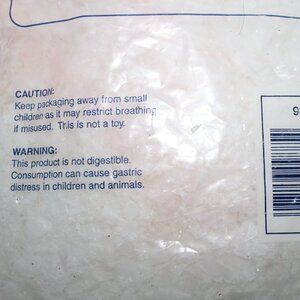 CAUTION:
Keep packaging away from small
children as it may restrict breathing
if misused. This is not a toy.
WARNING:
This product is not digestible.
Consumption can cause gastric
distress in children and animals.
9